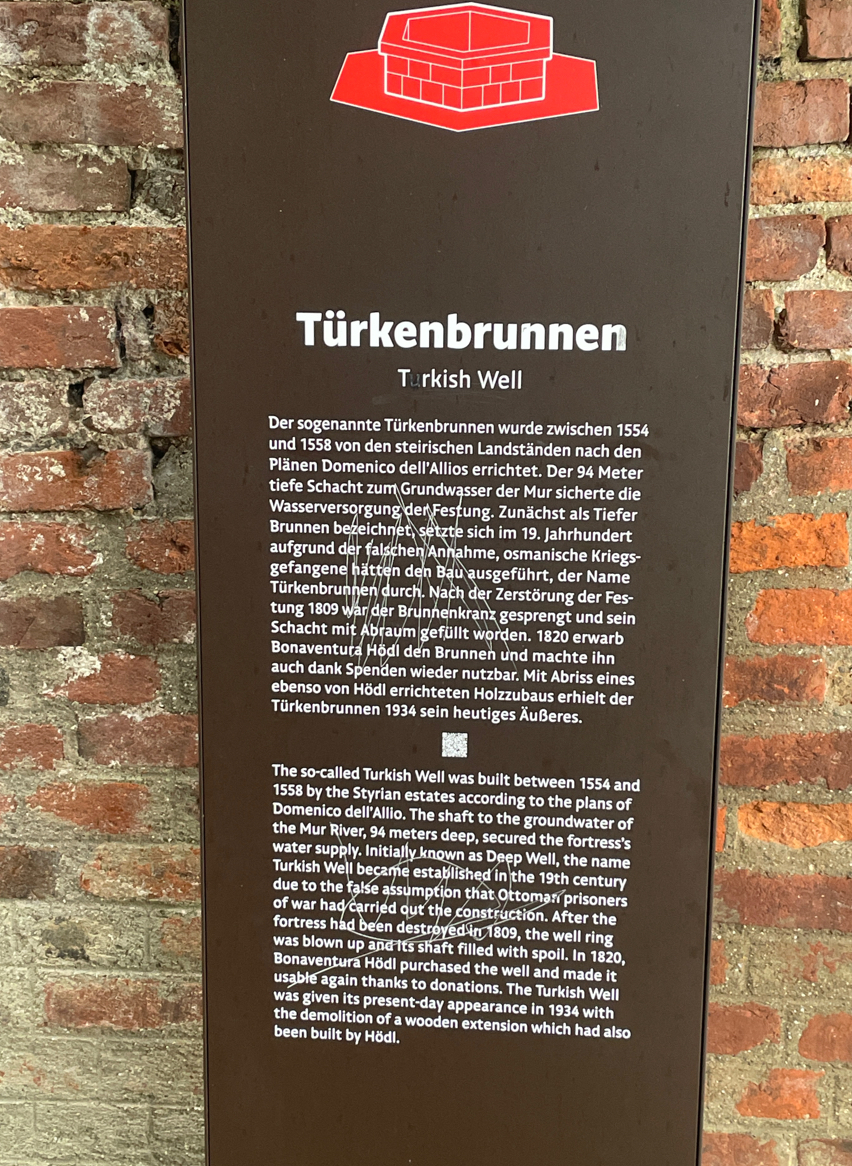 Türkenbrunnen
Turkish Well
Der sogenannte Türkenbrunnen wurde zwischen 1554
und 1558 von den steirischen Landständen nach den
Plänen Domenico dell'Allios errichtet. Der 94 Meter
tiefe Schacht zum Grundwasser der Mur sicherte die
Wasserversorgung der Festung. Zunächst als Tiefer
Brunnen bezeichnet, setzte sich im 19. Jahrhundert
aufgrund der falschen Annahme, osmanische Kriegs-
gefangene hätten den Bau ausgeführt, der Name
Türkenbrunnen durch. Nach der Zerstörung der Fes-
tung 1809 war der Brunnenkranz gesprengt und sein
Schacht mit Abraum gefüllt worden. 1820 erwarb
Bonaventura Hödl den Brunnen und machte ihn
auch dank Spenden wieder nutzbar. Mit Abriss eines
ebenso von Hödl errichteten Holzzubaus erhielt der
Türkenbrunnen 1934 sein heutiges Äußeres.
The so-called Turkish Well was built between 1554 and
1558 by the Styrian estates according to the plans of
Domenico dell'Allio. The shaft to the groundwater of
the Mur River, 94 meters deep, secured the fortress's
water supply. Initially known as Deep Well, the name
Turkish Well became established in the 19th century
due to the false assumption that Ottoman prisoners
of war had carried out the construction. After the
fortress had been destroyed in 1809, the well ring
was blown up and its shaft filled with spoil. In 1820,
Bonaventura Hödl purchased the well and made it
usable again thanks to donations. The Turkish Well
was given its present-day appearance in 1934 with
the demolition of a wooden extension which had also
been built by Hödl.